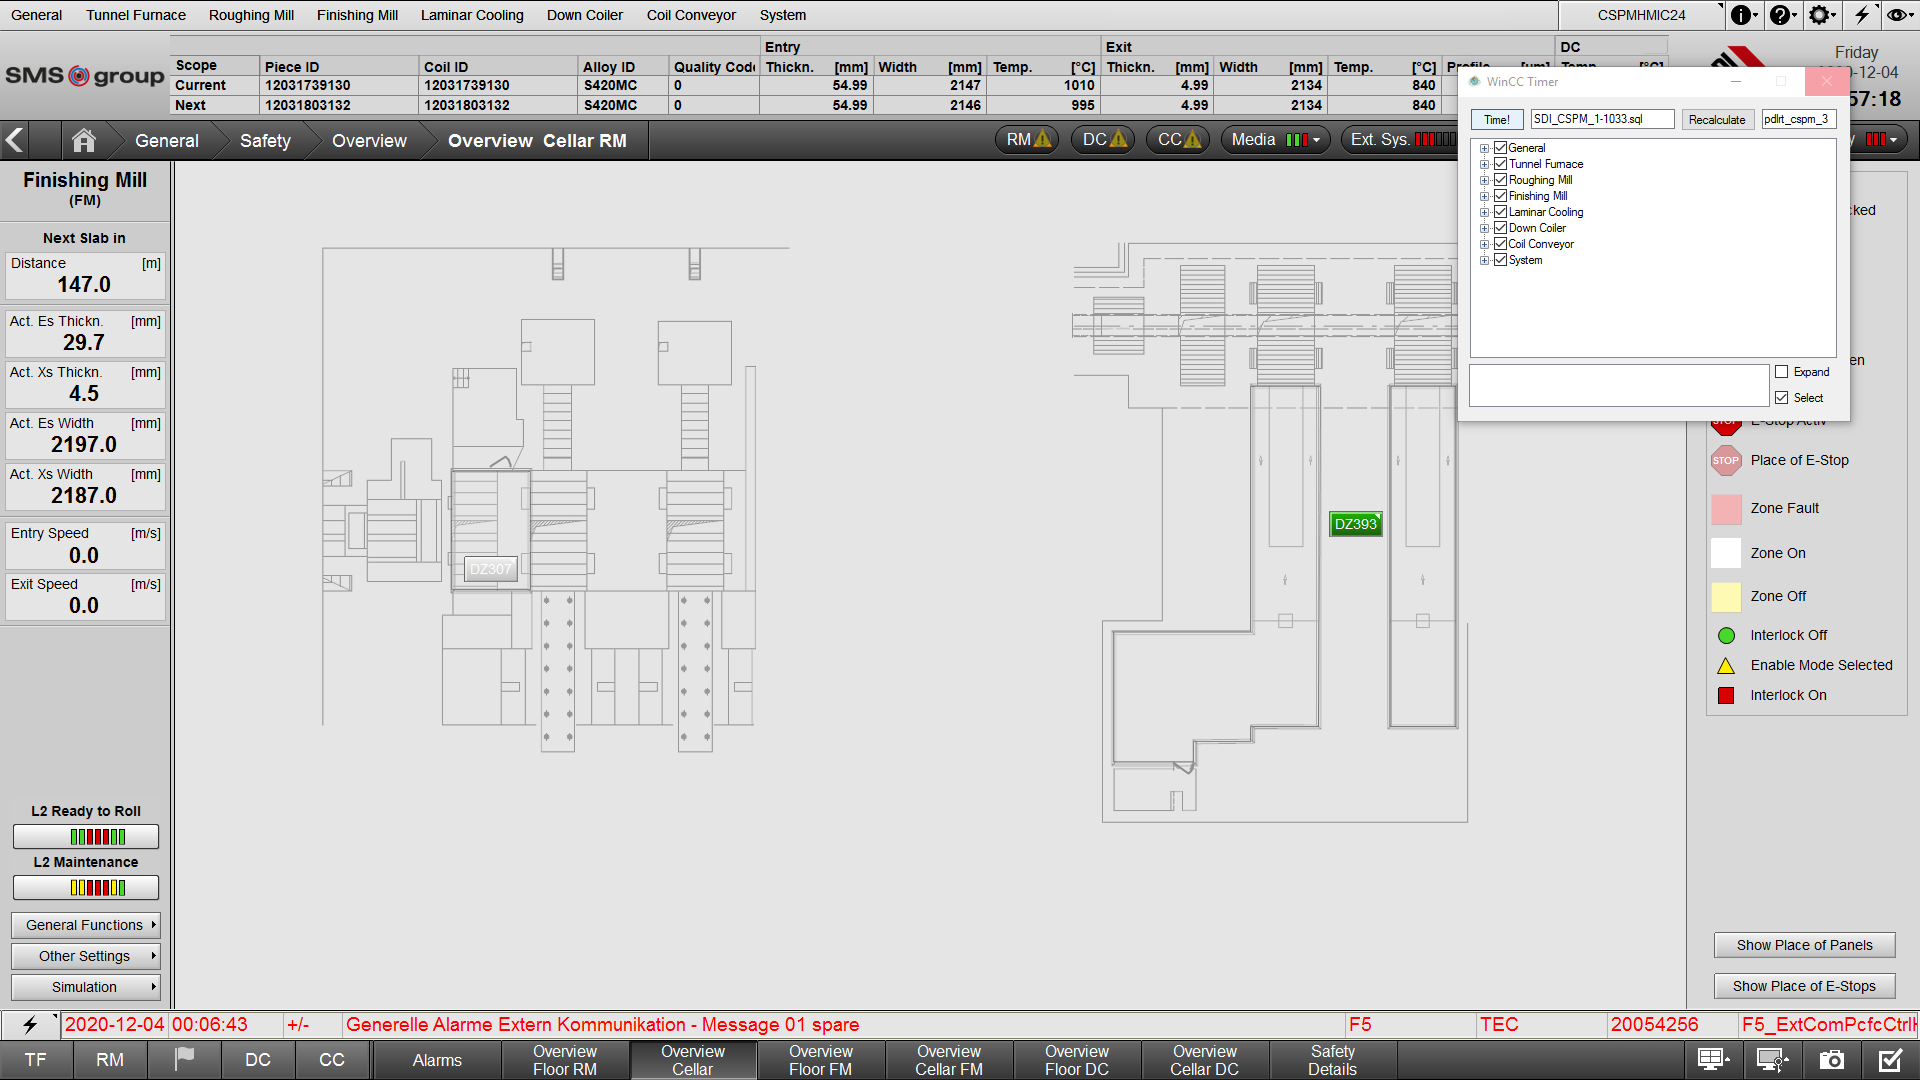 General Tunnel Furnace Roughing Mill Finishing Mill Laminar Cooling Down Coiler Coil Conveyor System CSPMHMIC24
SMS group
Entry Exit DC
Scope Piece ID Coil ID Alloy ID Quality Code Thickn. [mm] Width [mm] Temp. [°C] Thickn. [mm] Width [mm] Temp. [°C]
Current 12031739130 12031739130 S420MC 0 54.99 2147 1010 4.99 2134 840
Next 12031803132 12031803132 S420MC 0 54.99 2146 995 4.99 2134 840
Friday
-12-04
57:18
General Safety Overview Overview Cellar RM RM DC CC Media Ext. Sys.
WinCC Timer
Time! SDI_CSPM_1-1033.sql Recalculate pdlrt_cspm_3
General
Tunnel Furnace
Roughing Mill
Finishing Mill
Laminar Cooling
Down Coiler
Coil Conveyor
System
Expand
Select
Finishing Mill
(FM)
Next Slab in
Distance [m]
147.0
Act. Es Thickn. [mm]
29.7
Act. Xs Thickn. [mm]
4.5
Act. Es Width [mm]
2197.0
Act. Xs Width [mm]
2187.0
Entry Speed [m/s]
0.0
Exit Speed [m/s]
0.0
L2 Ready to Roll
L2 Maintenance
General Functions
Other Settings
Simulation
DZ307
DZ393
cked
en
STOP E-Stop Activ
STOP Place of E-Stop
Zone Fault
Zone On
Zone Off
Interlock Off
Enable Mode Selected
Interlock On
Show Place of Panels
Show Place of E-Stops
2020-12-04 00:06:43 +/- Generelle Alarme Extern Kommunikation - Message 01 spare F5 TEC 20054256 F5_ExtComPcfcCtrl
TF RM DC CC Alarms
Overview Floor RM
Overview Cellar
Overview Floor FM
Overview Cellar FM
Overview Floor DC
Overview Cellar DC
Safety Details